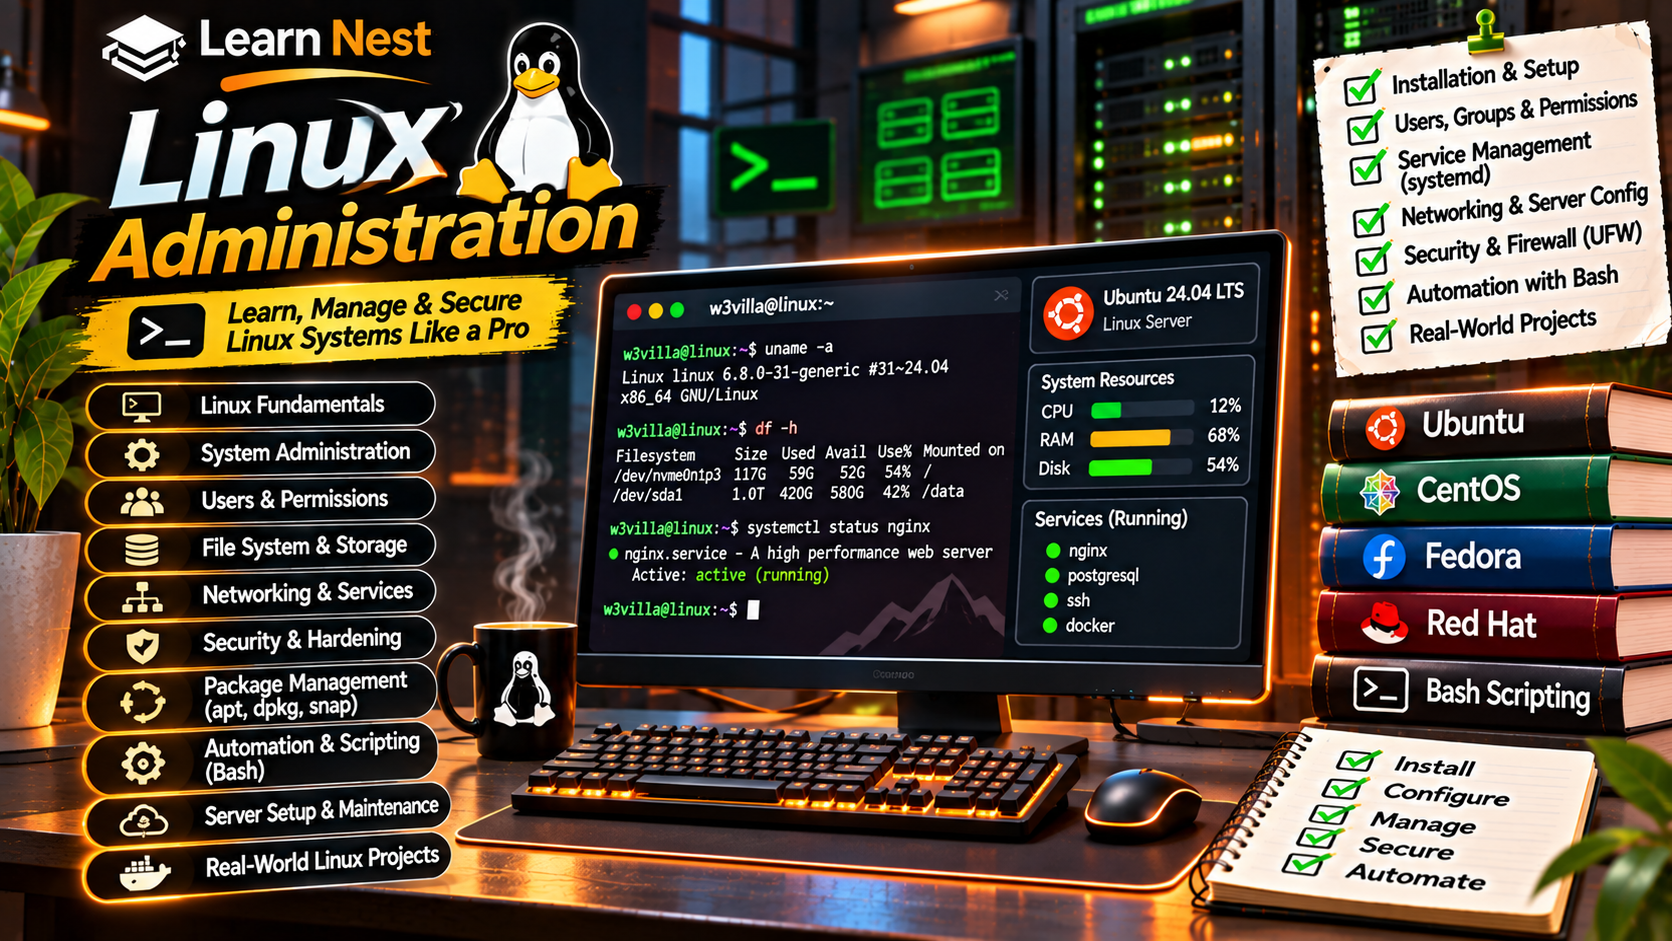 Learn Nest
Linux
Administration
>_ Learn, Manage & Secure
Linux Systems Like a Pro
Linux Fundamentals
System Administration
Users & Permissions
File System & Storage
Networking & Services
Security & Hardening
Package Management
(apt, dpkg, snap)
Automation & Scripting
(Bash)
Server Setup & Maintenance
Real-World Linux Projects
>_
w3villa@linux:~
w3villa@linux:~$ uname -a
Linux linux 6.8.0-31-generic #31~24.04
x86_64 GNU/Linux
w3villa@linux:~$ df -h
Filesystem Size Used Avail Use% Mounted on
/dev/nvme0n1p3 117G 59G 52G 54% /
/dev/sda1 1.0T 420G 580G 42% /data
w3villa@linux:~$ systemctl status nginx
nginx.service - A high performance web server
Active: active (running)
w3villa@linux:~$
Ubuntu 24.04 LTS
Linux Server
System Resources
CPU 12%
RAM 68%
Disk 54%
Services (Running)
nginx
postgresql
ssh
docker
Installation & Setup
Users, Groups & Permissions
Service Management
(systemd)
Networking & Server Config
Security & Firewall (UFW)
Automation with Bash
Real-World Projects
Ubuntu
CentOS
Fedora
Red Hat
>_ Bash Scripting
Install
Configure
Manage
Secure
Automate